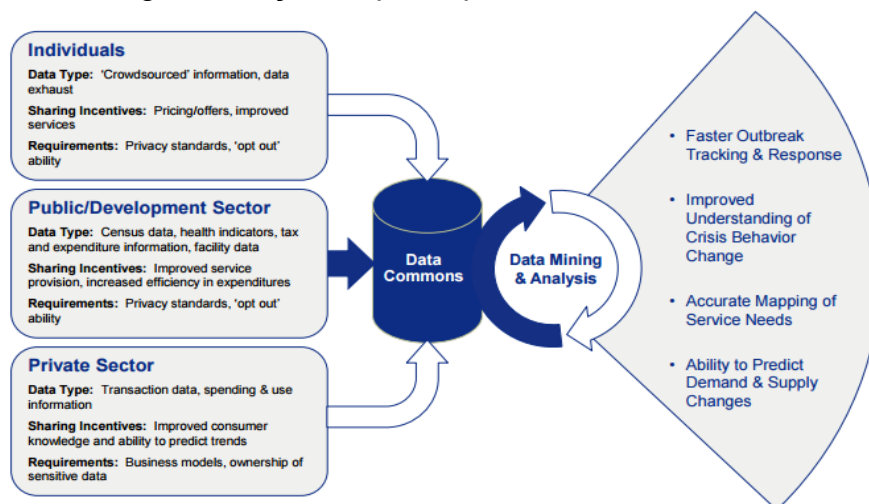 Individuals
Data Type: 'Crowdsourced' information, data
exhaust
Sharing Incentives: Pricing/offers, improved
services
Requirements: Privacy standards, 'opt out'
ability
Public/Development Sector
Data Type: Census data, health indicators, tax
and expenditure information, facility data
Sharing Incentives: Improved service
provision, increased efficiency in expenditures
Requirements: Privacy standards, 'opt out'
ability
Private Sector
Data Type: Transaction data, spending & use
information
Sharing Incentives: Improved consumer
knowledge and ability to predict trends
Requirements: Business models, ownership of
sensitive data
Data
Commons
Data Mining
& Analysis
• Faster Outbreak
Tracking & Response
• Improved
Understanding of
Crisis Behavior
Change
• Accurate Mapping of
Service Needs
• Ability to Predict
Demand & Supply
Changes